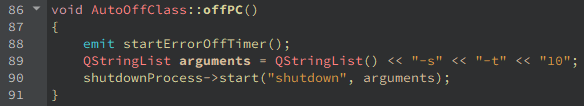 86 void AutoOffClass::offPC()
87 {
88 emit startErrorOffTimer();
89 QStringList arguments = QStringList() << "-s" << "-t" << "10";
90 shutdownProcess->start("shutdown", arguments);
91 }